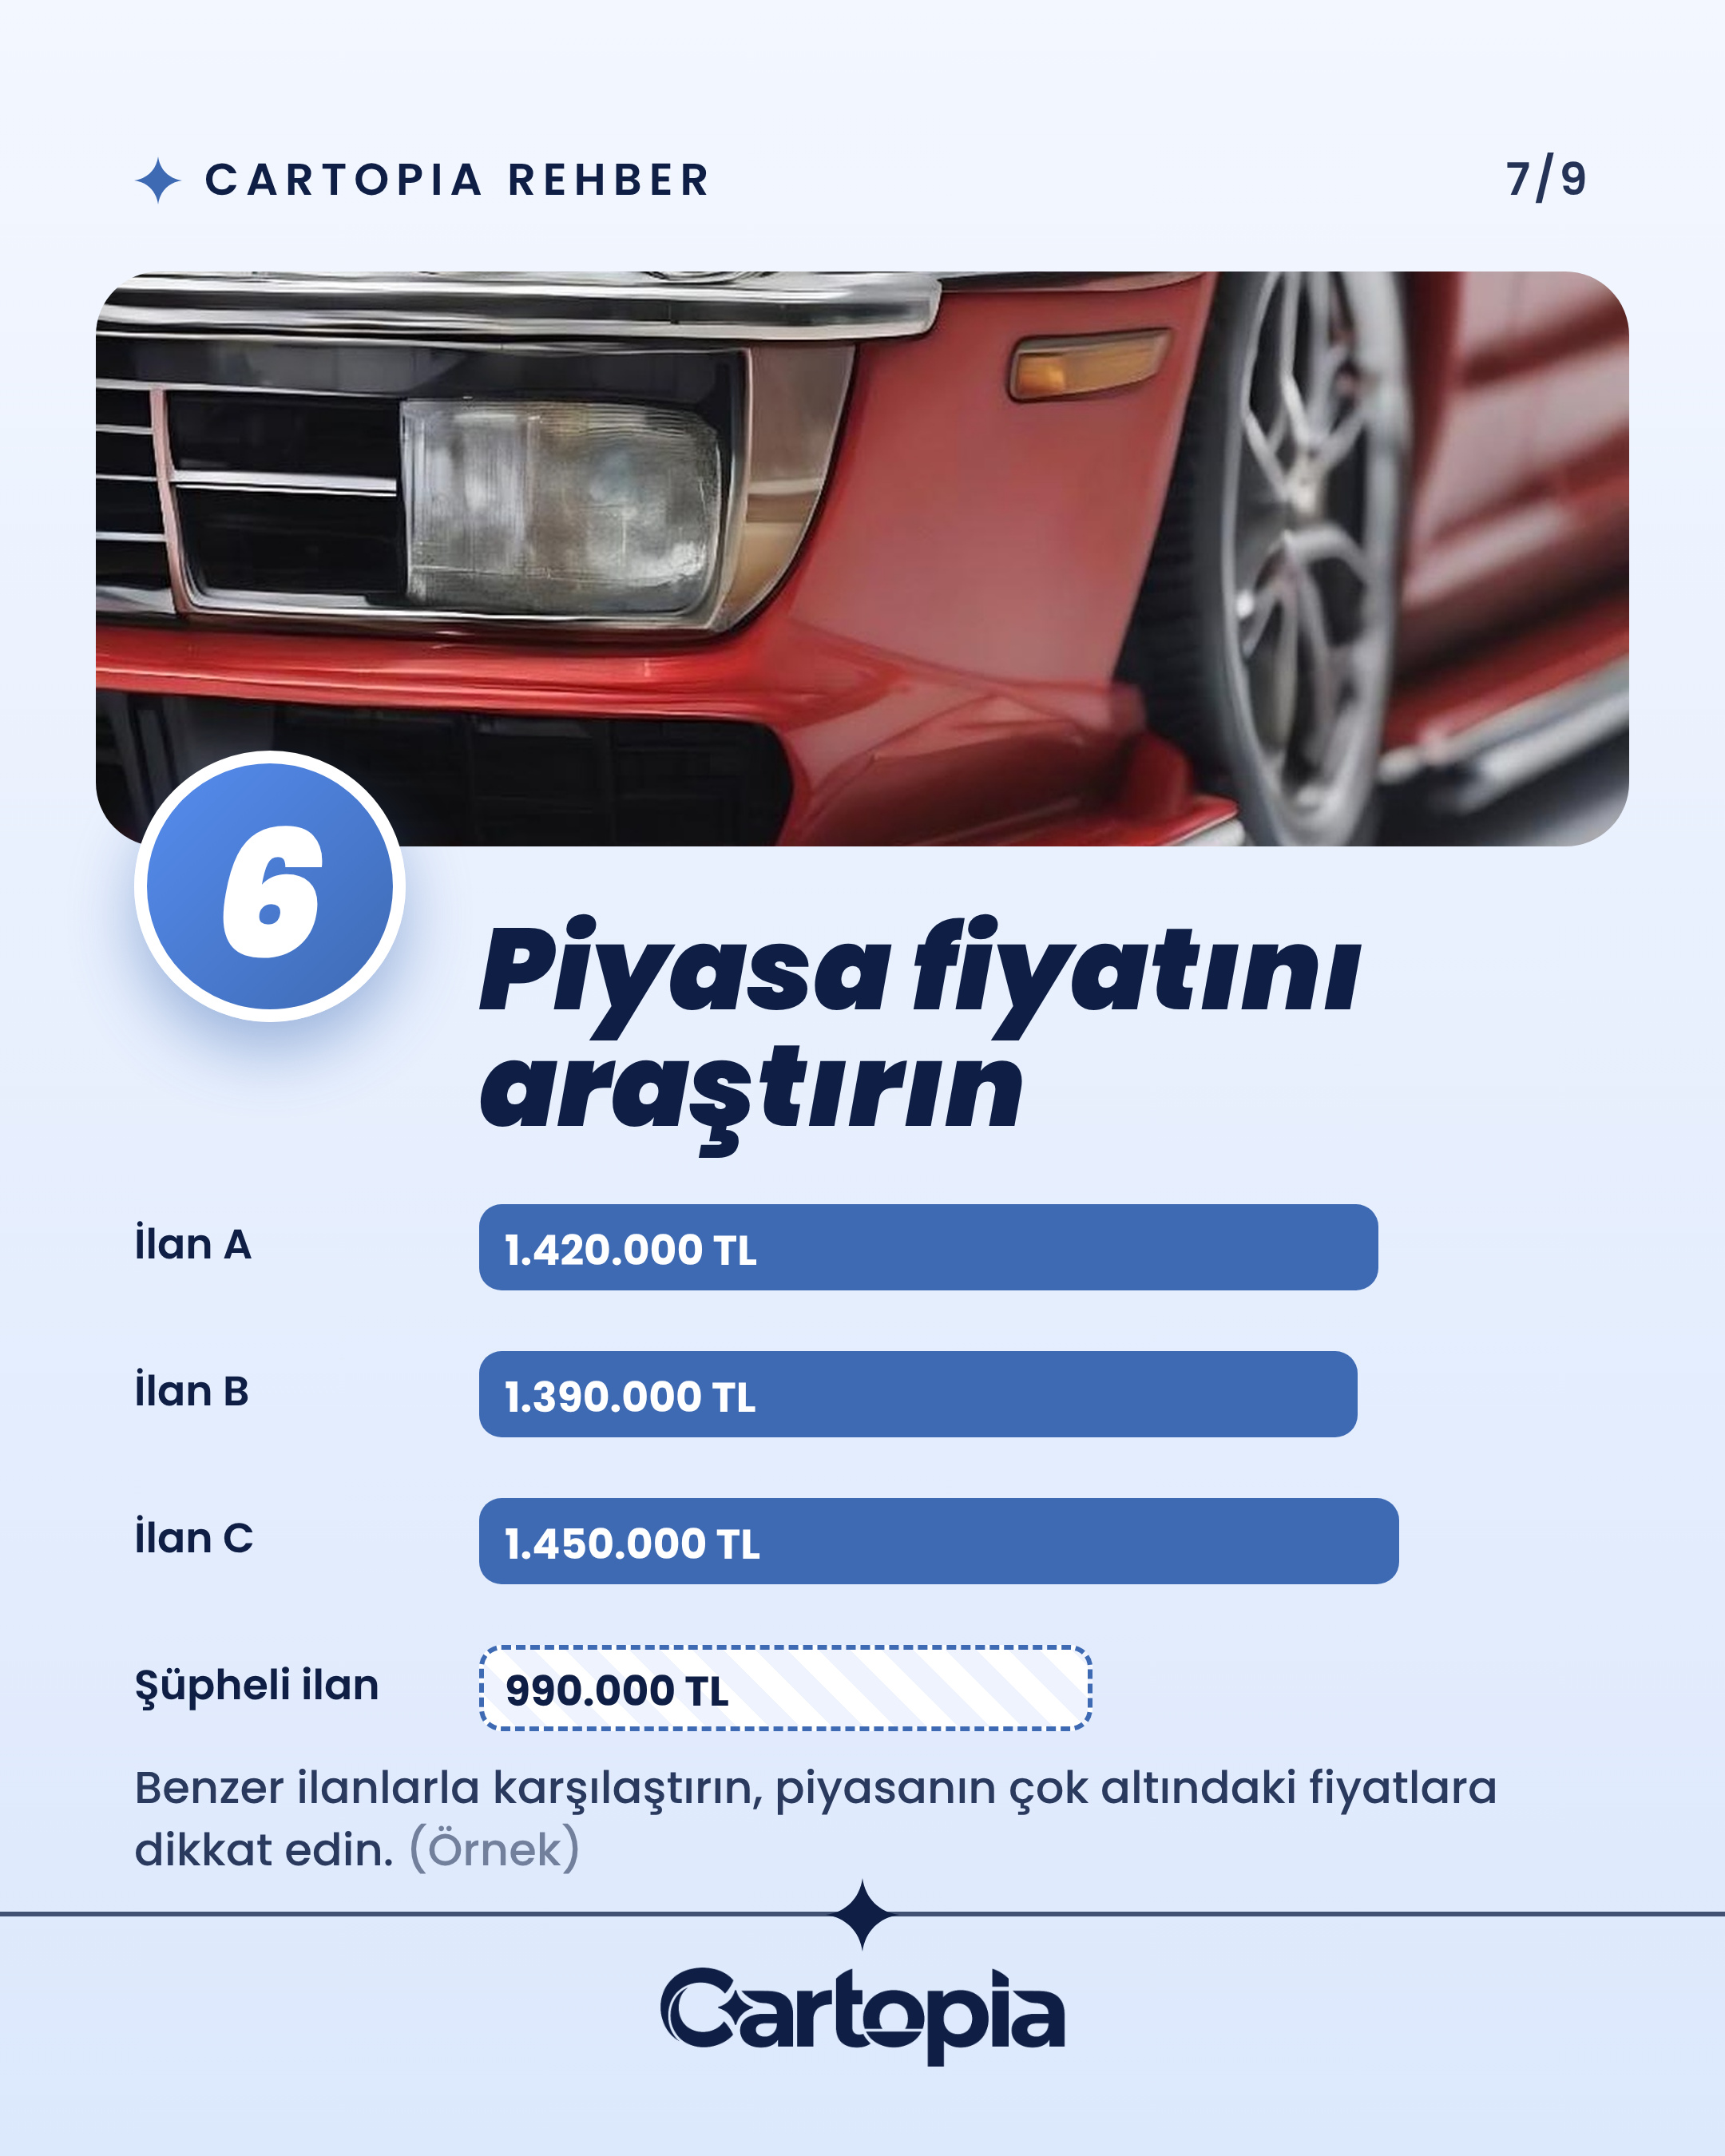 CARTOPIA REHBER
7/9
6
Piyasa fiyatını
araştırın
İlan A
1.420.000 TL
İlan B
1.390.000 TL
İlan C
1.450.000 TL
Şüpheli ilan
990.000 TL
Benzer ilanlarla karşılaştırın, piyasanın çok altındaki fiyatlara
dikkat edin. (Örnek)
Cartopia